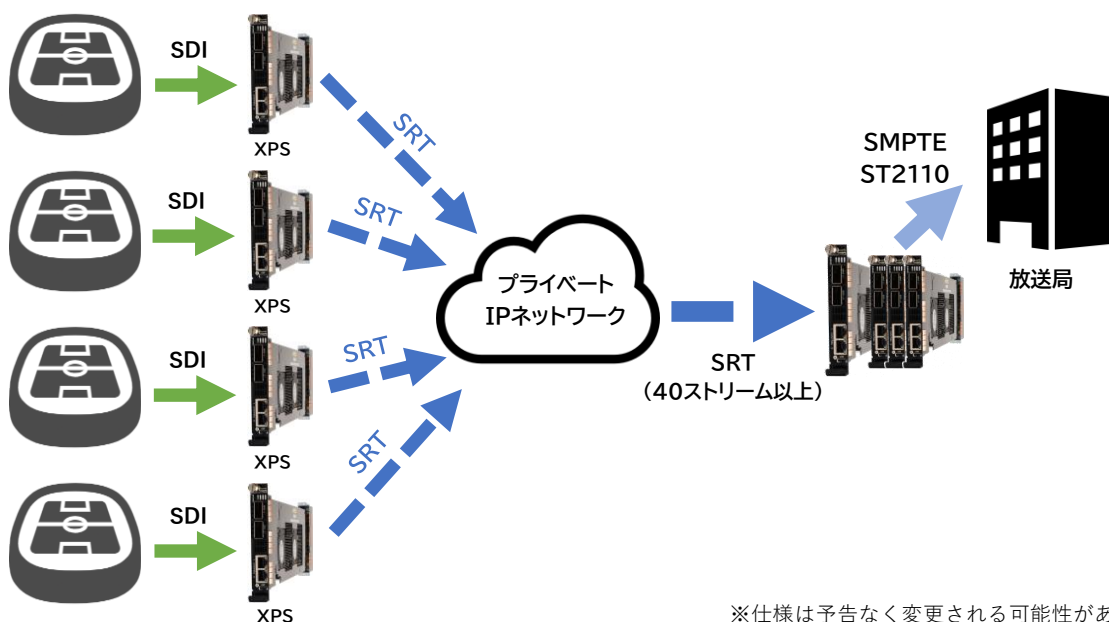 SDI
XPS
SRT
SDI
XPS
SRT
SDI
XPS
SRT
SDI
XPS
SRT
プライベート
IPネットワーク
SRT
（40ストリーム以上）
SMPTE
ST2110
放送局
※仕様は予告なく変更される可能性があ